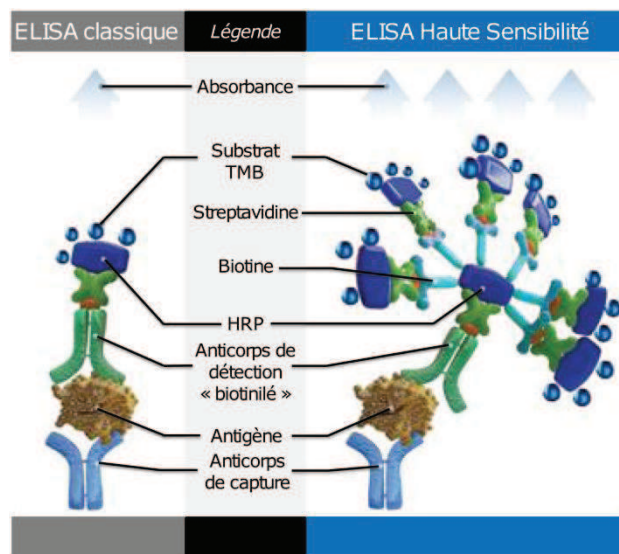 ELISA classique
Légende
ELISA Haute Sensibilité
Absorbance
Substrat
TMB
Streptavidine
Biotine
HRP
Anticorps de
détection
« biotinilé »
Antigène
Anticorps
de capture